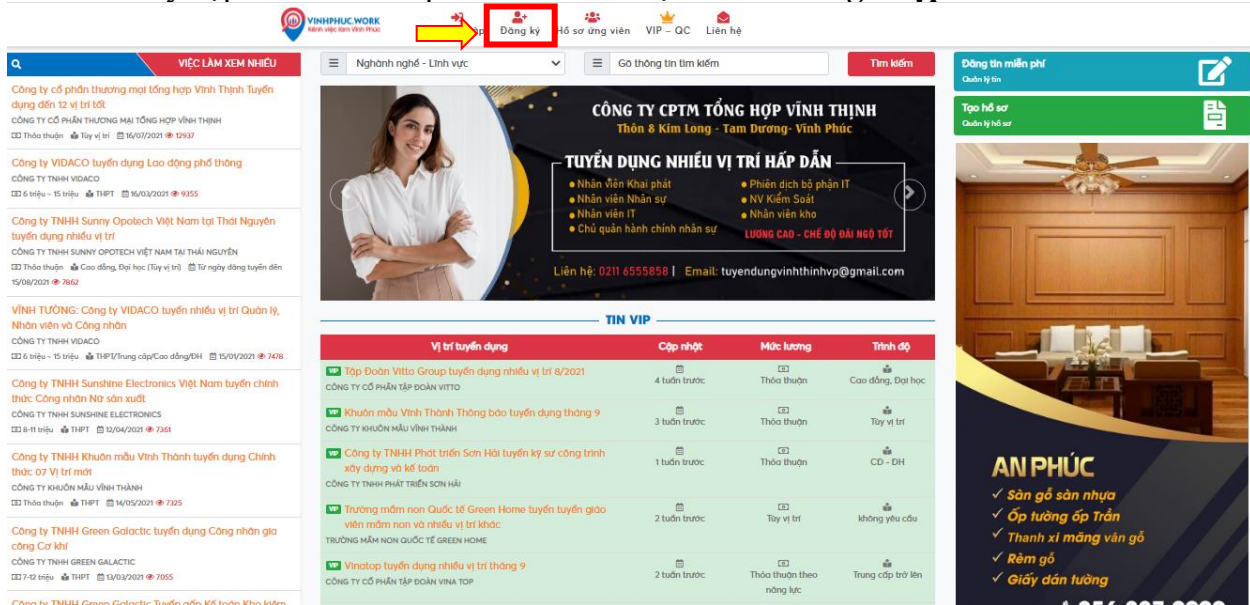 VINHPHUC.WORK
Kênh việc làm Vĩnh Phúc
Đăng ký
Hồ sơ ứng viên
VIP – QC
Liên hệ
VIỆC LÀM XEM NHIỀU
Công ty cổ phần thương mại tổng hợp Vĩnh Thịnh Tuyển
dụng đến 12 vị trí tốt
CÔNG TY CỔ PHẦN THƯƠNG MẠI TỔNG HỢP VĨNH THỊNH
Thỏa thuận Tùy vị trí 16/07/2021 12937
Công ty VIDACO tuyển dụng Lao động phổ thông
CÔNG TY TNHH VIDACO
6 triệu ~ 15 triệu THPT 16/03/2021 9355
Công ty TNHH Sunny Opotech Việt Nam tại Thái Nguyên
tuyển dụng nhiều vị trí
CÔNG TY TNHH SUNNY OPOTECH VIỆT NAM TẠI THÁI NGUYÊN
Thỏa thuận Cao đẳng, Đại học (Tùy vị trí) Từ ngày đăng tuyển đến
15/08/2021 7862
VĨNH TƯỜNG: Công ty VIDACO tuyển nhiều vị trí Quản lý,
Nhân viên và Công nhân
CÔNG TY TNHH VIDACO
6 triệu – 15 triệu THPT/Trung cấp/Cao đẳng/ĐH 15/01/2021 7478
Công ty TNHH Sunshine Electronics Việt Nam tuyển chính
thức Công nhân Nữ sản xuất
CÔNG TY TNHH SUNSHINE ELECTRONICS
8-11 triệu THPT 12/04/2021 7361
Công ty TNHH Khuôn mẫu Vĩnh Thành tuyển dụng Chính
thức 07 Vị trí mới
CÔNG TY KHUÔN MẪU VĨNH THÀNH
Thỏa thuận THPT 14/05/2021 7325
Công ty TNHH Green Galactic tuyển dụng Công nhân gia
công Cơ khí
CÔNG TY TNHH GREEN GALACTIC
7-12 triệu THPT 13/03/2021 7055
Công ty TNHH Green Galactic Tuyển gấp Kế toán Kho kiêm
Nghành nghề - Lĩnh vực
Gõ thông tin tìm kiếm
Tìm kiếm
CÔNG TY CPTM TỔNG HỢP VĨNH THỊNH
Thôn 8 Kim Long - Tam Dương- Vĩnh Phúc
TUYỂN DỤNG NHIỀU VỊ TRÍ HẤP DẪN
Nhân viên Khai phát
Nhân viên Nhân sự
Nhân viên IT
Chủ quản hành chính nhân sự
Phiên dịch bộ phận IT
NV Kiểm Soát
Nhân viên kho
LƯƠNG CAO - CHẾ ĐỘ ĐÃI NGỘ TỐT
Liên hệ: 0211 6555858 | Email: tuyendungvinhthinhvp@gmail.com
TIN VIP
Vị trí tuyển dụng Cập nhật Mức lương Trình độ
VIP Tập Đoàn Vitto Group tuyển dụng nhiều vị trí 8/2021
CÔNG TY CỔ PHẦN TẬP ĐOÀN VITTO
4 tuần trước Thỏa thuận Cao đẳng, Đại học
VIP Khuôn mẫu Vĩnh Thành Thông báo tuyển dụng tháng 9
CÔNG TY KHUÔN MẪU VĨNH THÀNH
3 tuần trước Thỏa thuận Tùy vị trí
VIP Công ty TNHH Phát triển Sơn Hải tuyển kỹ sư công trình
xây dựng và kế toán
CÔNG TY TNHH PHÁT TRIỂN SƠN HẢI
1 tuần trước Thỏa thuận CĐ – ĐH
VIP Trường mầm non Quốc tế Green Home tuyển tuyển giáo
viên mầm non và nhiều vị trí khác
TRƯỜNG MẦM NON QUỐC TẾ GREEN HOME
2 tuần trước Tùy vị trí không yêu cầu
VIP Vinatop tuyển dụng nhiều vị trí tháng 9
CÔNG TY CỔ PHẦN TẬP ĐOÀN VINA TOP
2 tuần trước Thỏa thuận theo Trung cấp trở lên
năng lực
Đăng tin miễn phí
Quản lý tin
Tạo hồ sơ
Quản lý hồ sơ
AN PHÚC
Sàn gỗ sàn nhựa
Ốp tường ốp Trần
Thanh xi măng vân gỗ
Rèm gỗ
Giấy dán tường